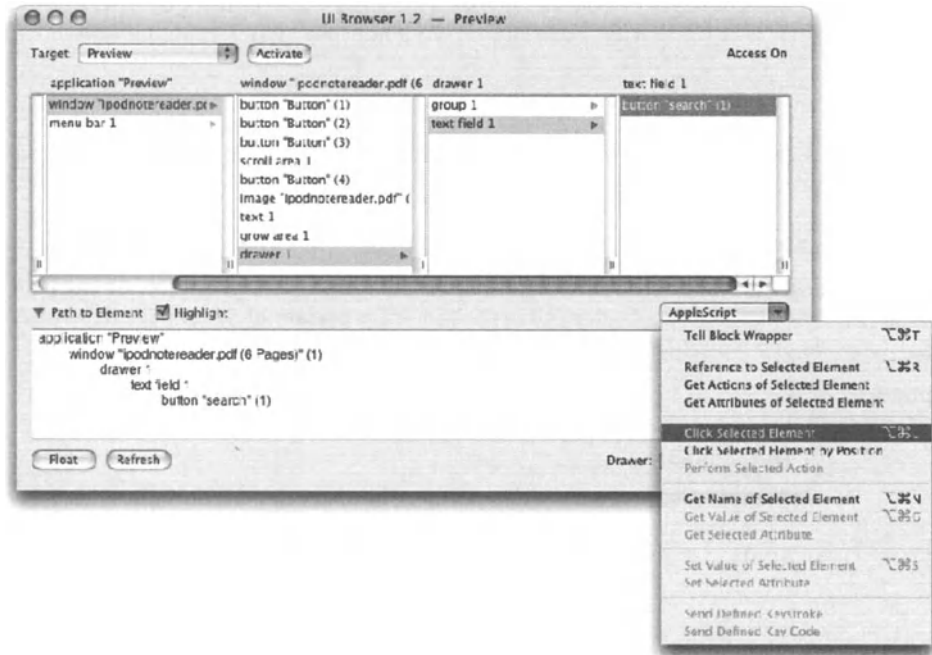 UI Browser 1.2 — Preview
Target: Preview Activate Access On
application "Preview" window "ipodnotereader.pdf (6 drawer 1 text field 1
window "ipodnotereader.pd
menu bar 1
button "Button" (1)
button "Button" (2)
button "Button" (3)
scroll area 1
button "Button" (4)
image "ipodnotereader.pdf" (
text 1
grow area 1
drawer 1
group 1
text field 1
button "search" (1)
Path to Element Highlight
application "Preview"
window "ipodnotereader.pdf (6 Pages)" (1)
drawer 1
text field 1
button "search" (1)
Float Refresh Drawer:
AppleScript
Tell Block Wrapper ⌥⌘T
Reference to Selected Element ⌥⌘R
Get Actions of Selected Element
Get Attributes of Selected Element
Click Selected Element
Click Selected Element by Position
Perform Selected Action
Get Name of Selected Element ⌥⌘N
Get Value of Selected Element ⌥⌘G
Get Selected Attribute
Set Value of Selected Element ⌥⌘S
Set Selected Attribute
Send Defined Keystroke
Send Defined Key Code